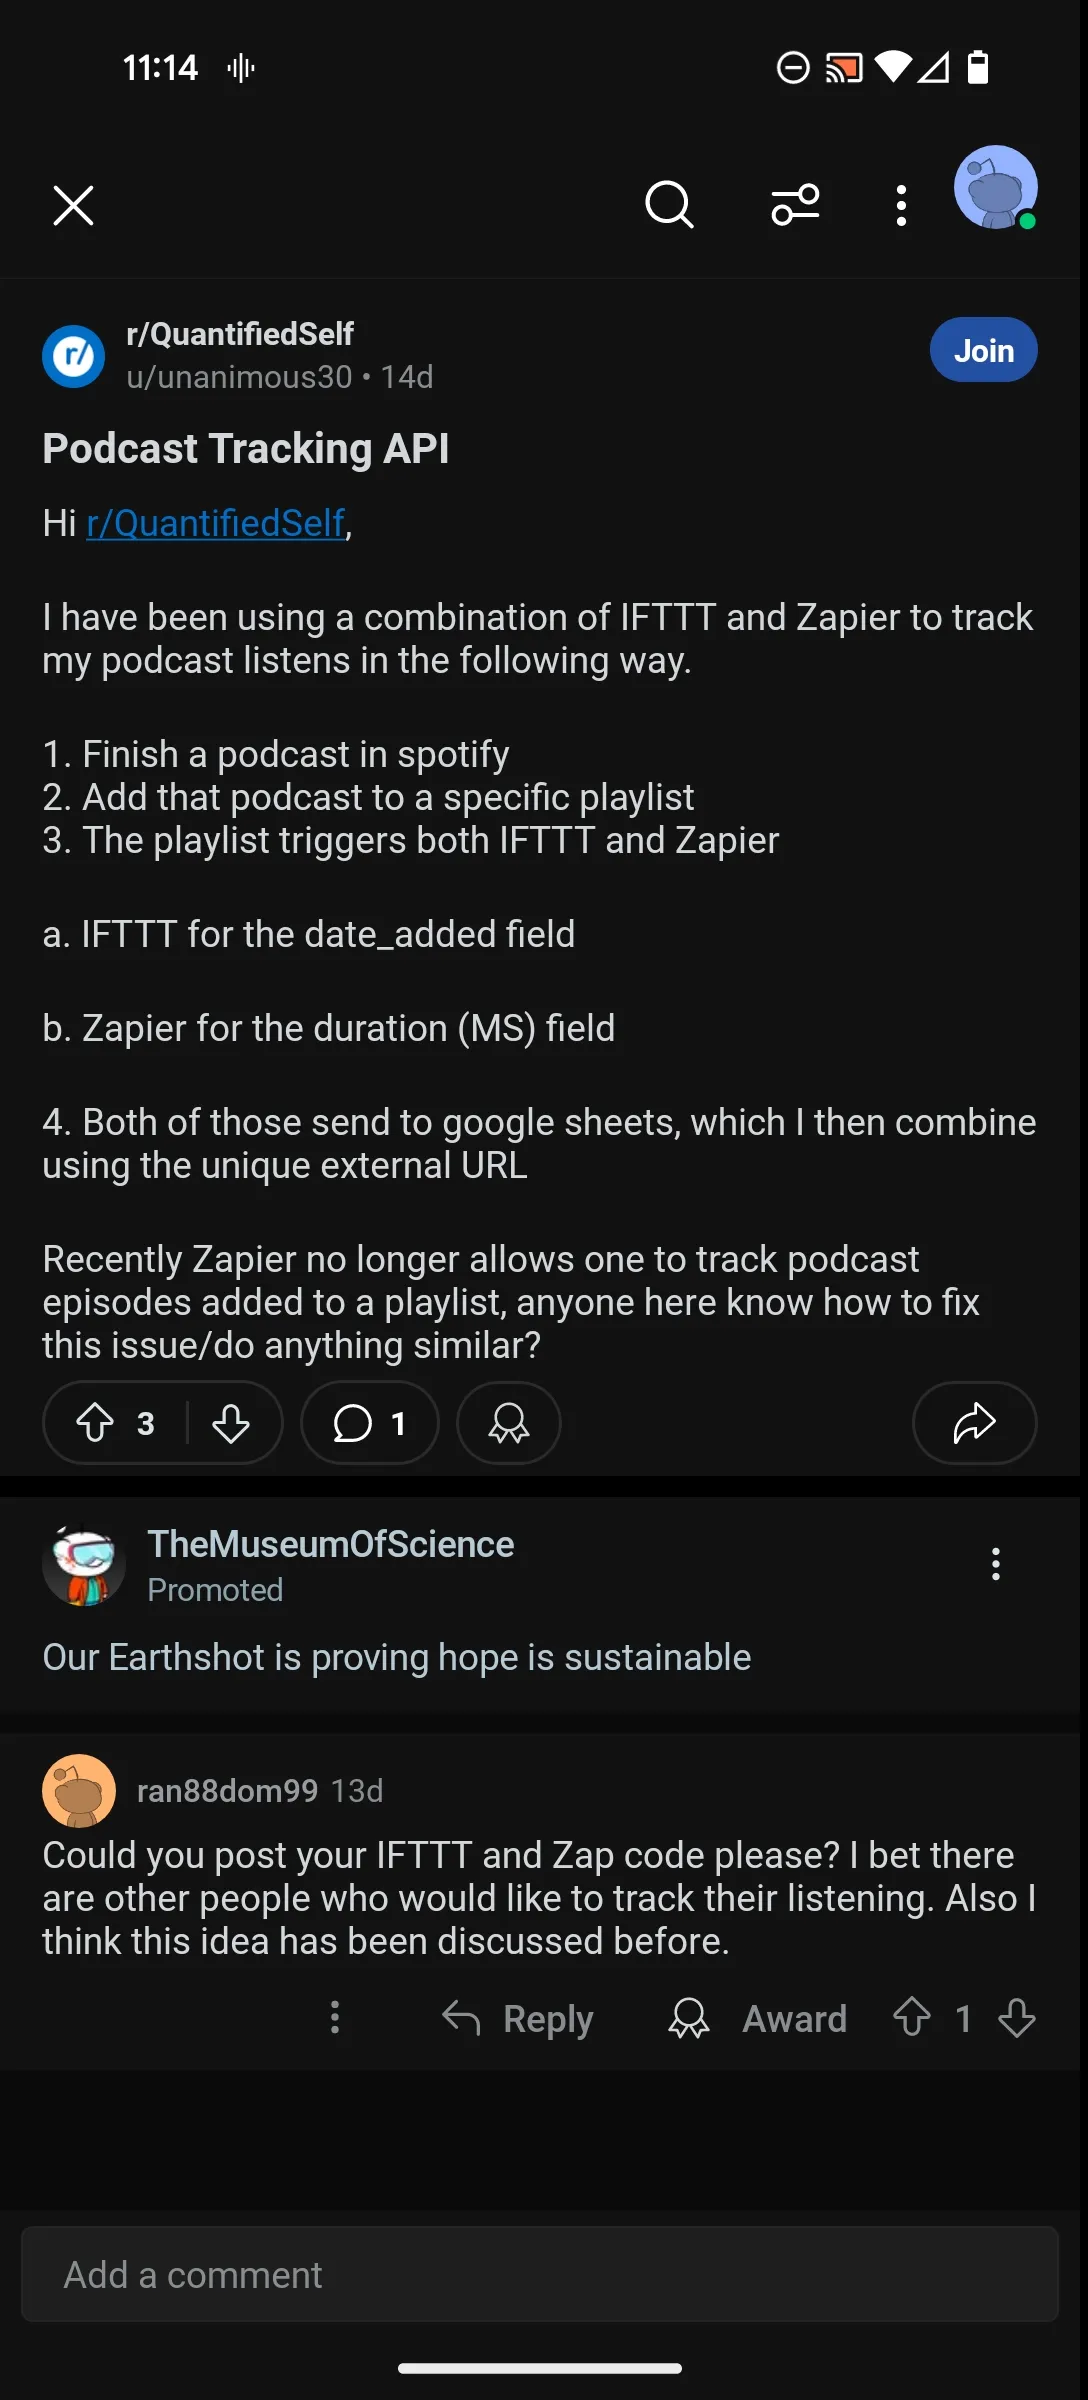 11:14
r/QuantifiedSelf
u/unanimous30 • 14d
Join
Podcast Tracking API
Hi r/QuantifiedSelf,
I have been using a combination of IFTTT and Zapier to track
my podcast listens in the following way.
1. Finish a podcast in spotify
2. Add that podcast to a specific playlist
3. The playlist triggers both IFTTT and Zapier
a. IFTTT for the date_added field
b. Zapier for the duration (MS) field
4. Both of those send to google sheets, which I then combine
using the unique external URL
Recently Zapier no longer allows one to track podcast
episodes added to a playlist, anyone here know how to fix
this issue/do anything similar?
3
1
TheMuseumOfScience
Promoted
Our Earthshot is proving hope is sustainable
ran88dom99 13d
Could you post your IFTTT and Zap code please? I bet there
are other people who would like to track their listening. Also I
think this idea has been discussed before.
Reply Award 1
Add a comment